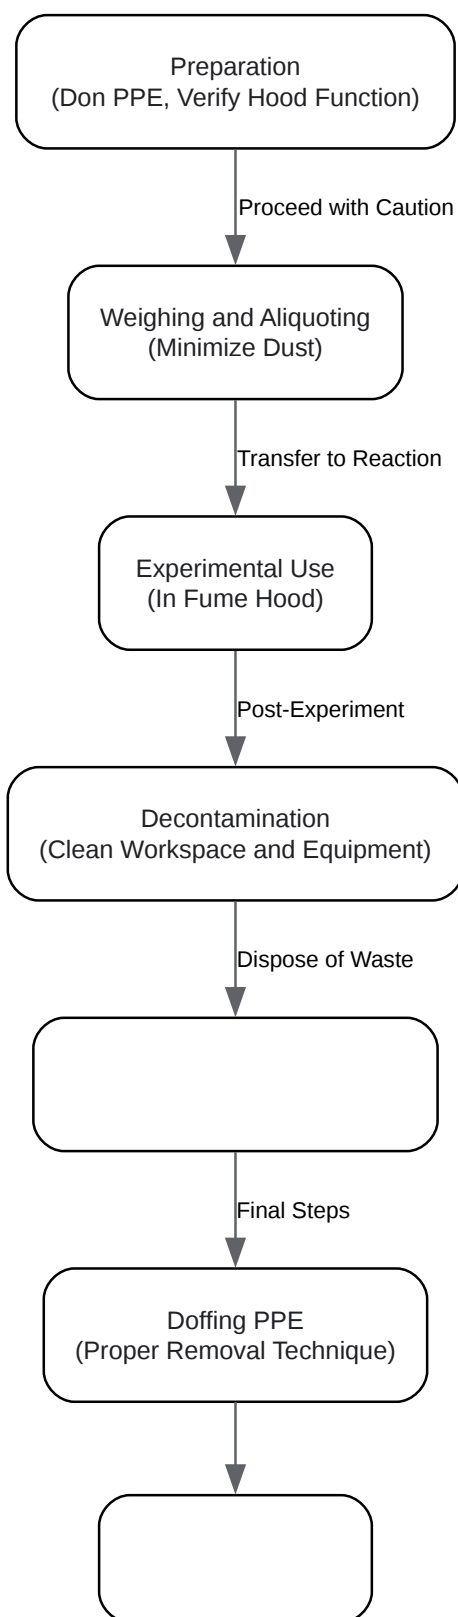 Preparation
(Don PPE, Verify Hood Function)
Proceed with Caution
Weighing and Aliquoting
(Minimize Dust)
Transfer to Reaction
Experimental Use
(In Fume Hood)
Post-Experiment
Decontamination
(Clean Workspace and Equipment)
Dispose of Waste
Final Steps
Doffing PPE
(Proper Removal Technique)